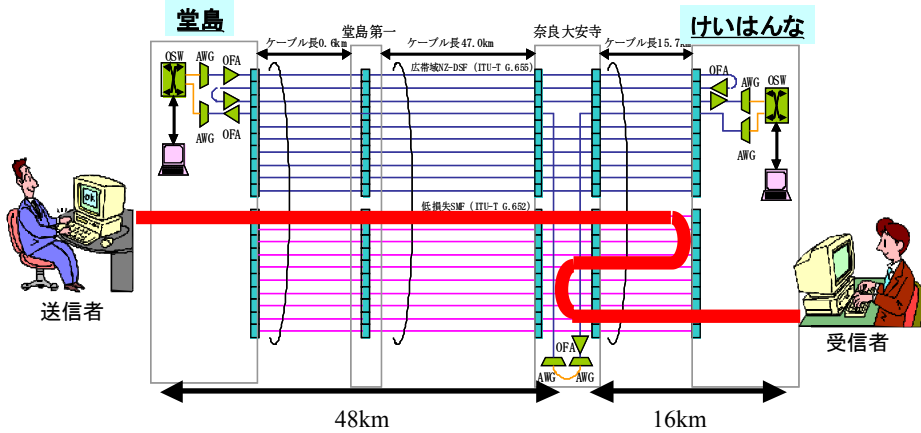 堂島
堂島第一
奈良大安寺
けいはんな
ケーブル長0.6km
ケーブル長47.0km
ケーブル長15.7km
OSW
AWG
OFA
広帯域NZ-DSF (ITU-T G.655)
OFA
AWG
OSW
AWG
OFA
AWG
OK
低損失SMF (ITU-T G.652)
送信者
受信者
OFA
AWG
AWG
48km
16km